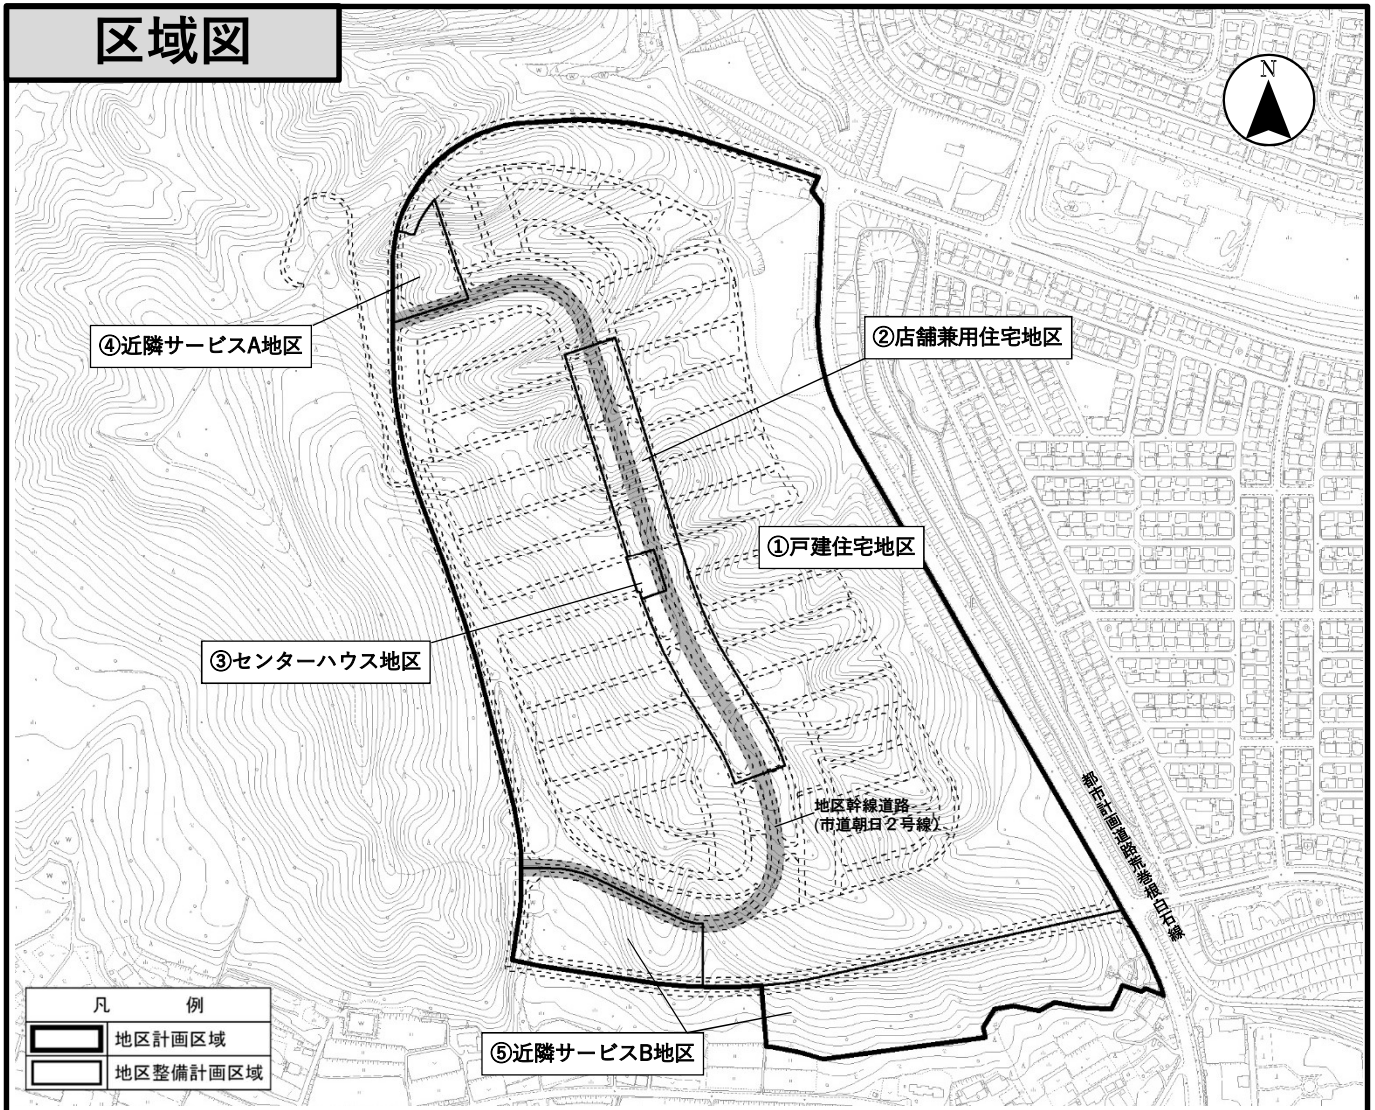 区域図
N
④近隣サービスA地区
②店舗兼用住宅地区
①戸建住宅地区
③センターハウス地区
地区幹線道路
(市道朝日２号線)
都市計画道路荒巻根白石線
⑤近隣サービスB地区
凡 例
地区計画区域
地区整備計画区域